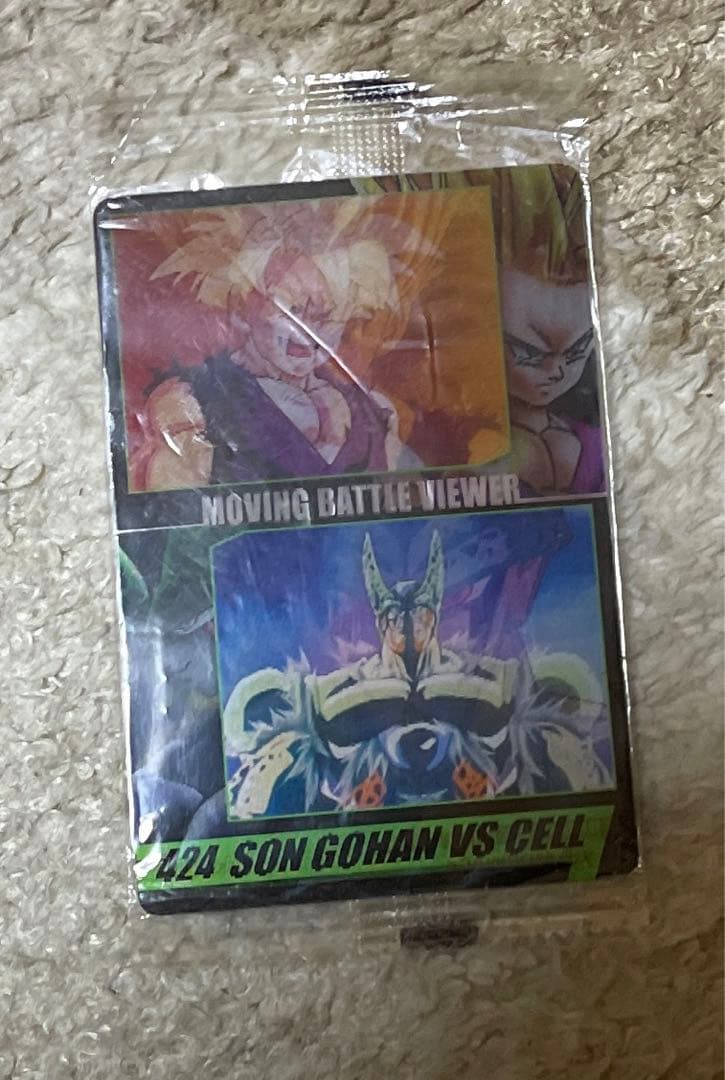 MOVING BATTLE VIEWER
424 SON GOHAN VS CELL